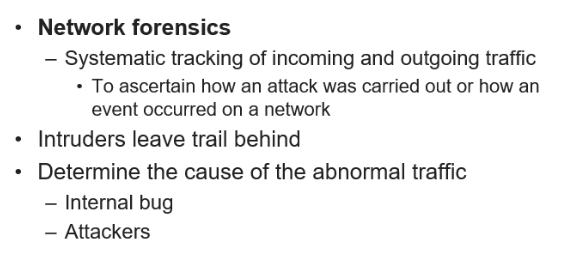 • Network forensics
– Systematic tracking of incoming and outgoing traffic
• To ascertain how an attack was carried out or how an
event occurred on a network
• Intruders leave trail behind
• Determine the cause of the abnormal traffic
– Internal bug
– Attackers